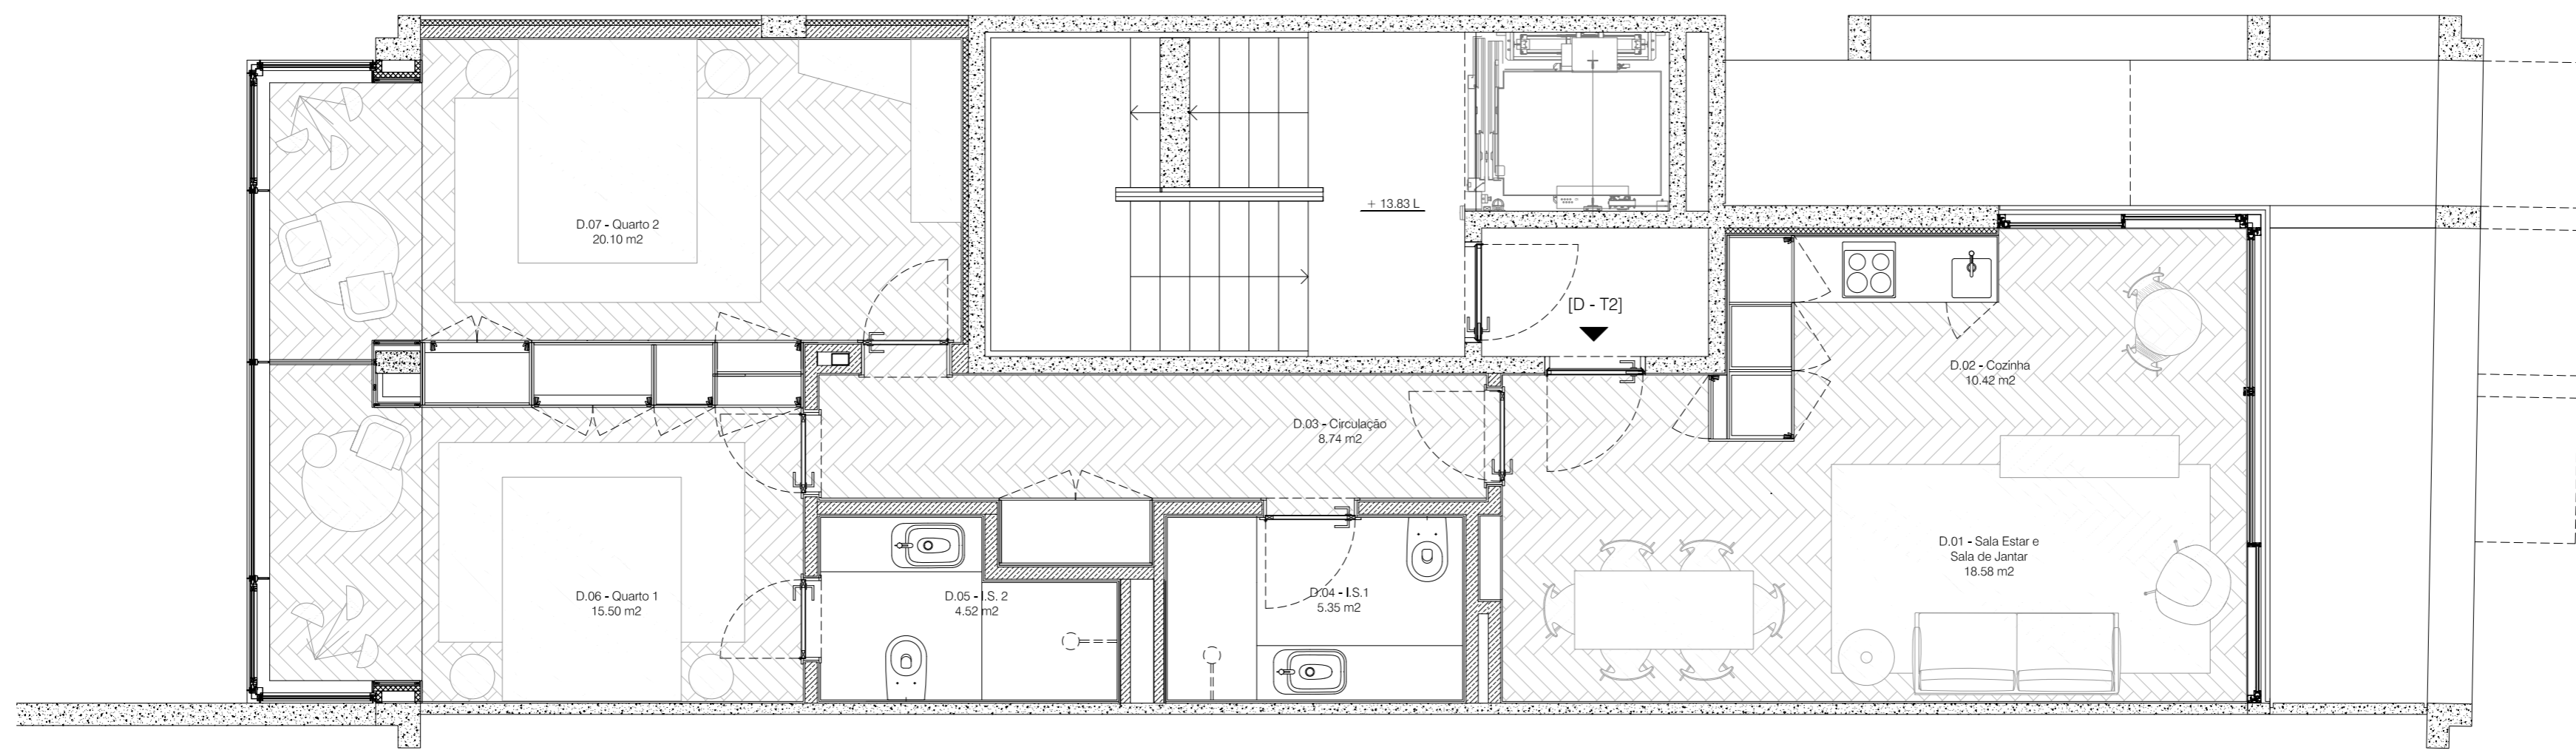 D.07 - Quarto 2
20.10 m2
+ 13.83 L
[D - T2]
D.02 - Cozinha
10.42 m2
D.03 - Circulação
8.74 m2
D.01 - Sala Estar e
Sala de Jantar
18.58 m2
D.06 - Quarto 1
15.50 m2
D.05 - I.S. 2
4.52 m2
D.04 - I.S.1
5.35 m2